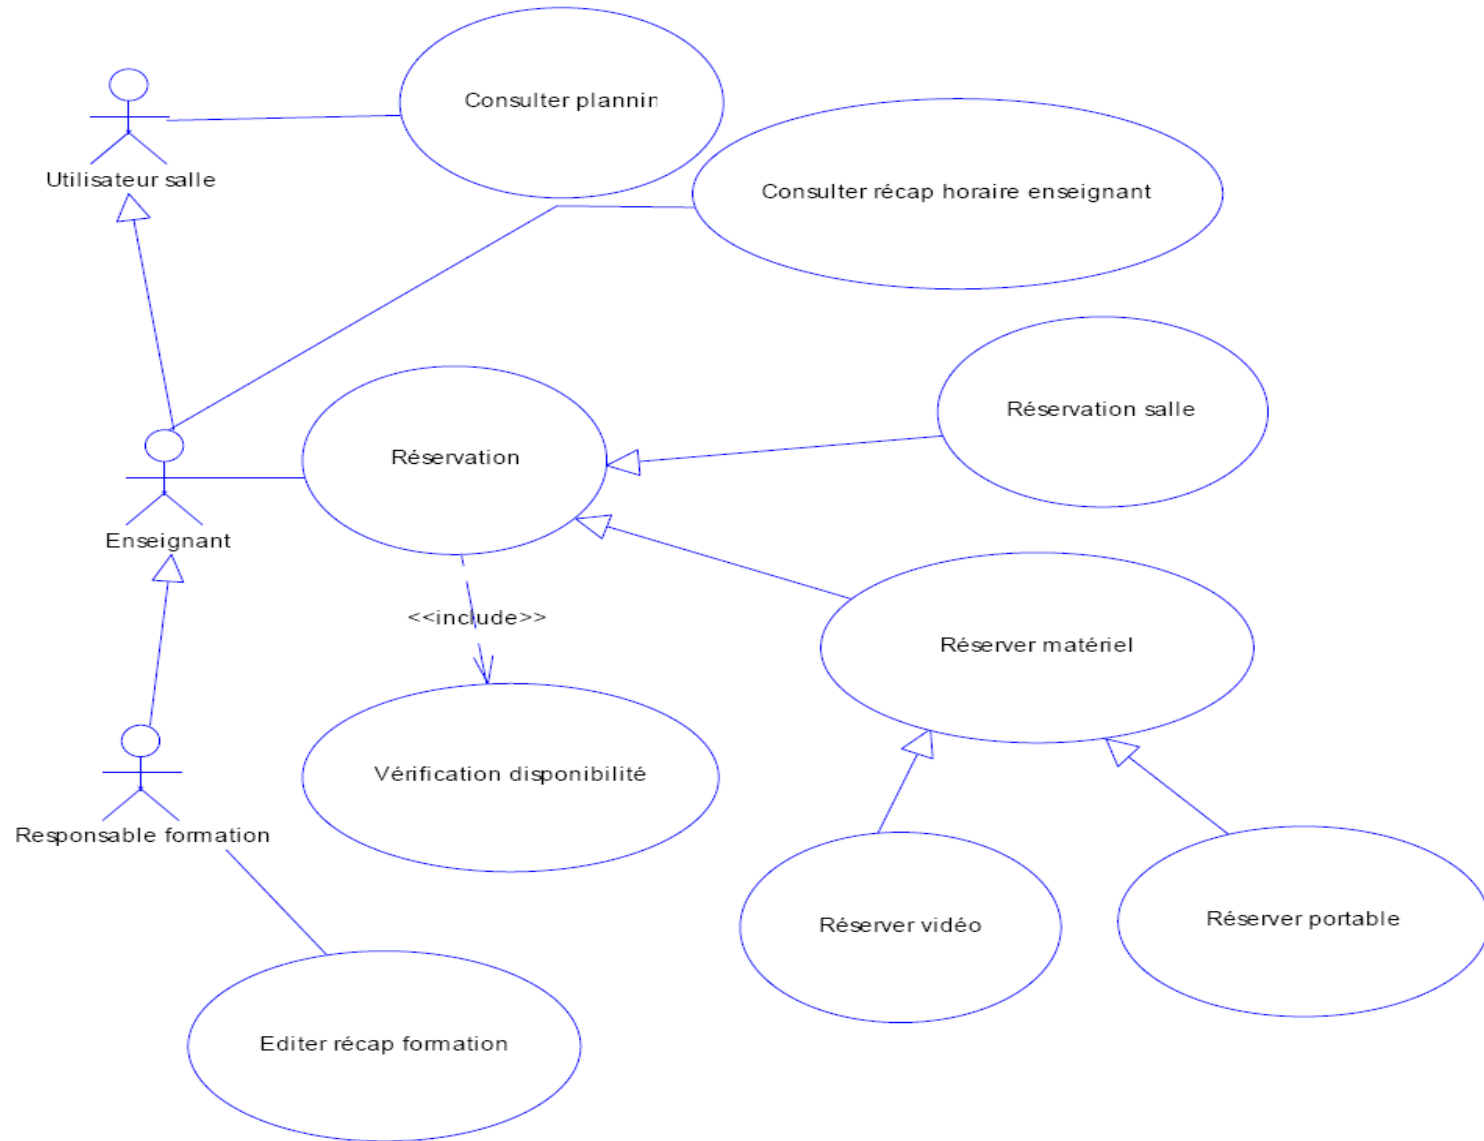 Consulter plannin
Utilisateur salle
Consulter récap horaire enseignant
Réservation salle
Réservation
Enseignant
<<include>>
Réserver matériel
Vérification disponibilité
Responsable formation
Réserver vidéo
Réserver portable
Editer récap formation